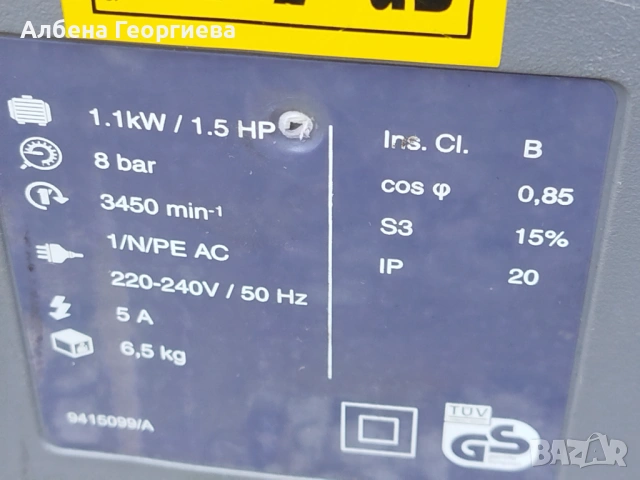 Албена Георгиева
1.1kW / 1.5 HP
8 bar
3450 min-1
1/N/PE AC
220-240V / 50 Hz
5 A
6,5 kg
9415099/A
Ins. Cl. B
cos φ 0,85
S3 15%
IP 20
TÜV
GS
BAZAR